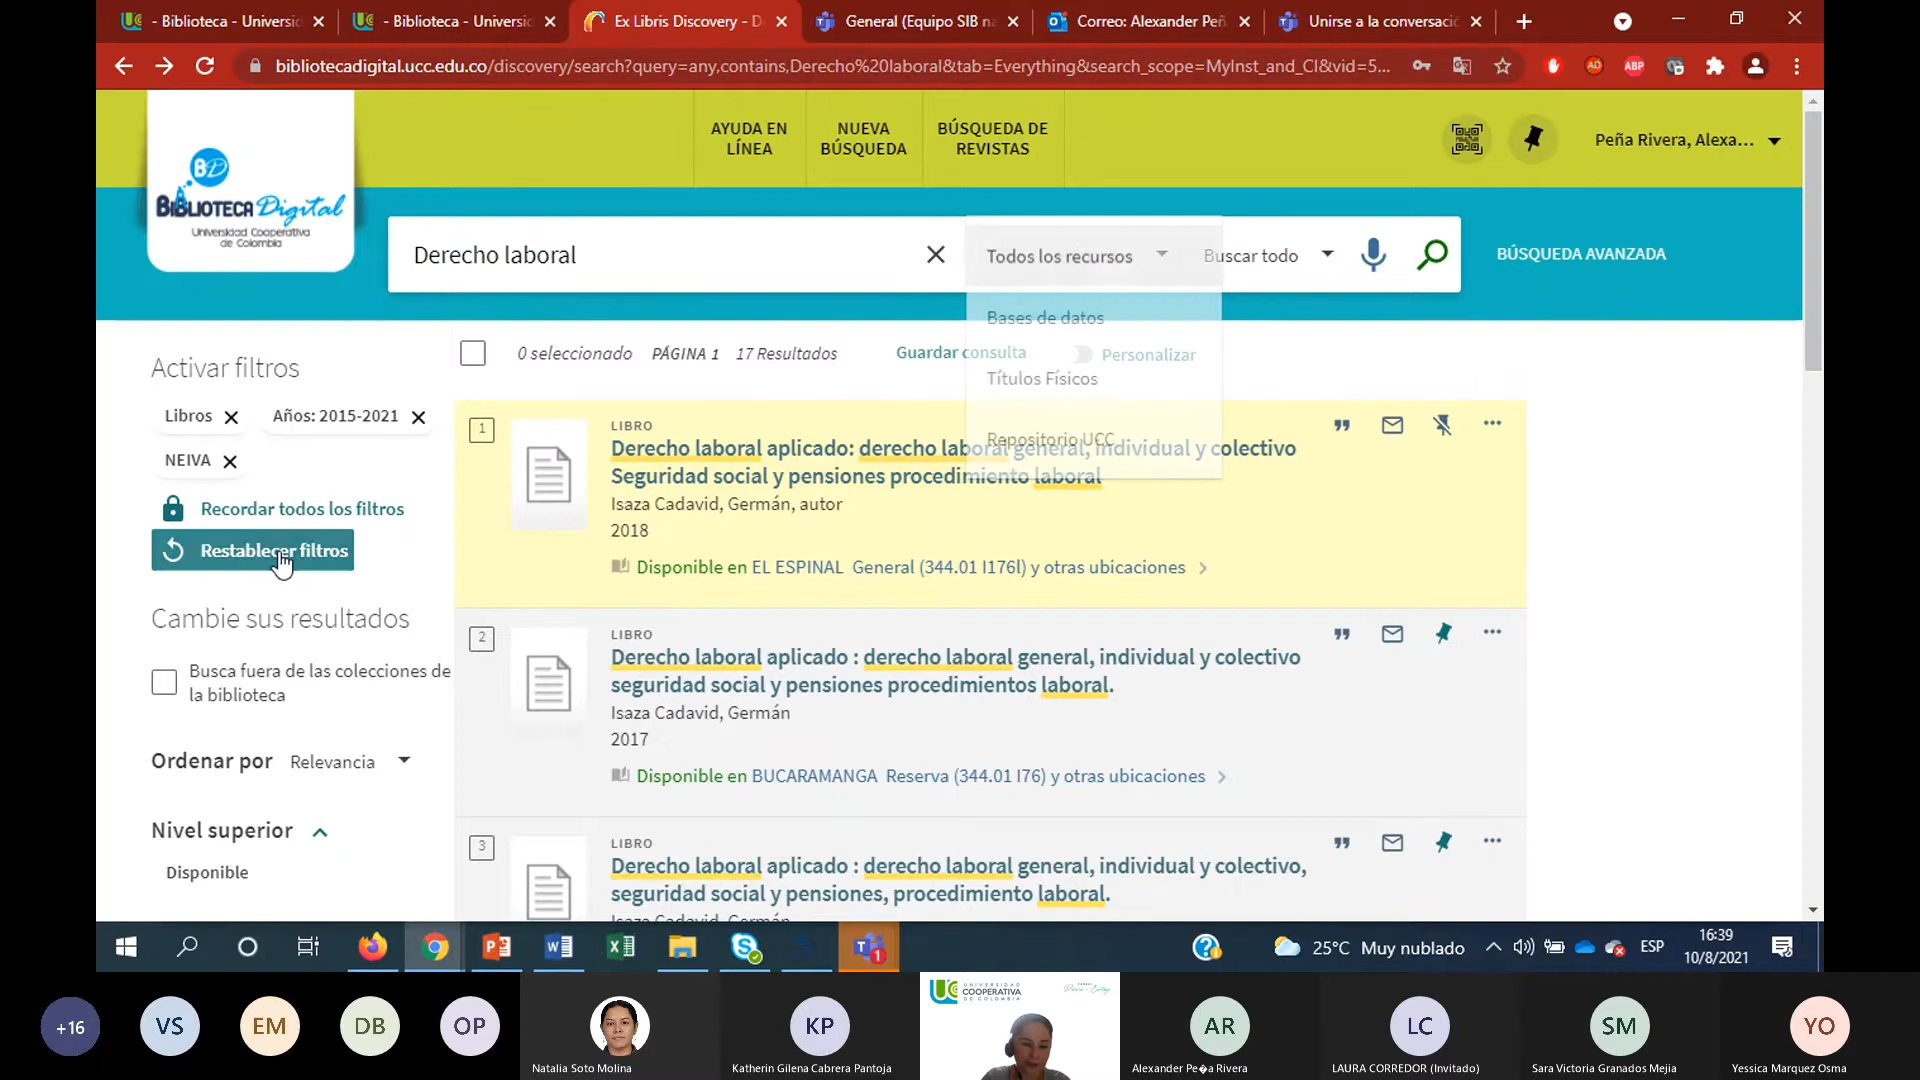 - Biblioteca - Universi
- Biblioteca - Universid
Ex Libris Discovery - D
General (Equipo SIB na
Correo: Alexander Peñ
Unirse a la conversació
bibliotecadigital.ucc.edu.co/discovery/search?query=any,contains,Derecho%20laboral&tab=Everything&search_scope=MyInst_and_CI&vid=5...
ABP
AYUDA EN
LÍNEA
NUEVA
BÚSQUEDA
BÚSQUEDA DE
REVISTAS
Peña Rivera, Alexa...
BD
BIBLIOTECA Digital
Universidad Cooperativa
de Colombia
Derecho laboral
Todos los recursos
Buscar todo
BÚSQUEDA AVANZADA
Bases de datos
Títulos Físicos
Repositorio UCC
Activar filtros
Libros
Años: 2015-2021
NEIVA
Recordar todos los filtros
Restablecer filtros
Cambie sus resultados
Busca fuera de las colecciones de
la biblioteca
Ordenar por Relevancia
Nivel superior
Disponible
0 seleccionado PÁGINA 1 17 Resultados
Guardar consulta
Personalizar
1
LIBRO
Derecho laboral aplicado: derecho laboral general, individual y colectivo
Seguridad social y pensiones procedimiento laboral
Isaza Cadavid, Germán, autor
2018
Disponible en EL ESPINAL General (344.01 I176l) y otras ubicaciones
2
LIBRO
Derecho laboral aplicado : derecho laboral general, individual y colectivo
seguridad social y pensiones procedimientos laboral.
Isaza Cadavid, Germán
2017
Disponible en BUCARAMANGA Reserva (344.01 I76) y otras ubicaciones
3
LIBRO
Derecho laboral aplicado : derecho laboral general, individual y colectivo,
seguridad social y pensiones, procedimiento laboral.
Isaza Cadavid, Germán
1
25°C Muy nublado
ESP
16:39
10/8/2021
+16
VS
EM
DB
OP
Natalia Soto Molina
KP
Katherin Gilena Cabrera Pantoja
UNIVERSIDAD
COOPERATIVA
DE COLOMBIA
AR
Alexander Pe�a Rivera
LC
LAURA CORREDOR (Invitado)
SM
Sara Victoria Granados Mejia
YO
Yessica Marquez Osma